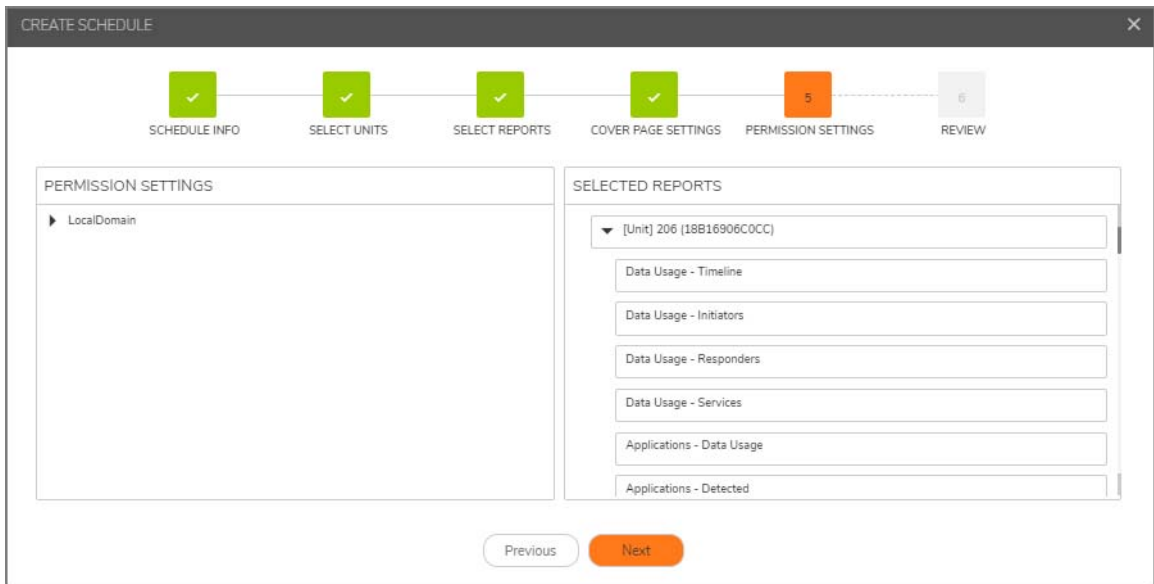 CREATE SCHEDULE
5
6
SCHEDULE INFO
SELECT UNITS
SELECT REPORTS
COVER PAGE SETTINGS
PERMISSION SETTINGS
REVIEW
PERMISSION SETTINGS
LocalDomain
SELECTED REPORTS
[Unit] 206 (18B16906C0CC)
Data Usage - Timeline
Data Usage - Initiators
Data Usage - Responders
Data Usage - Services
Applications - Data Usage
Applications - Detected
Previous
Next